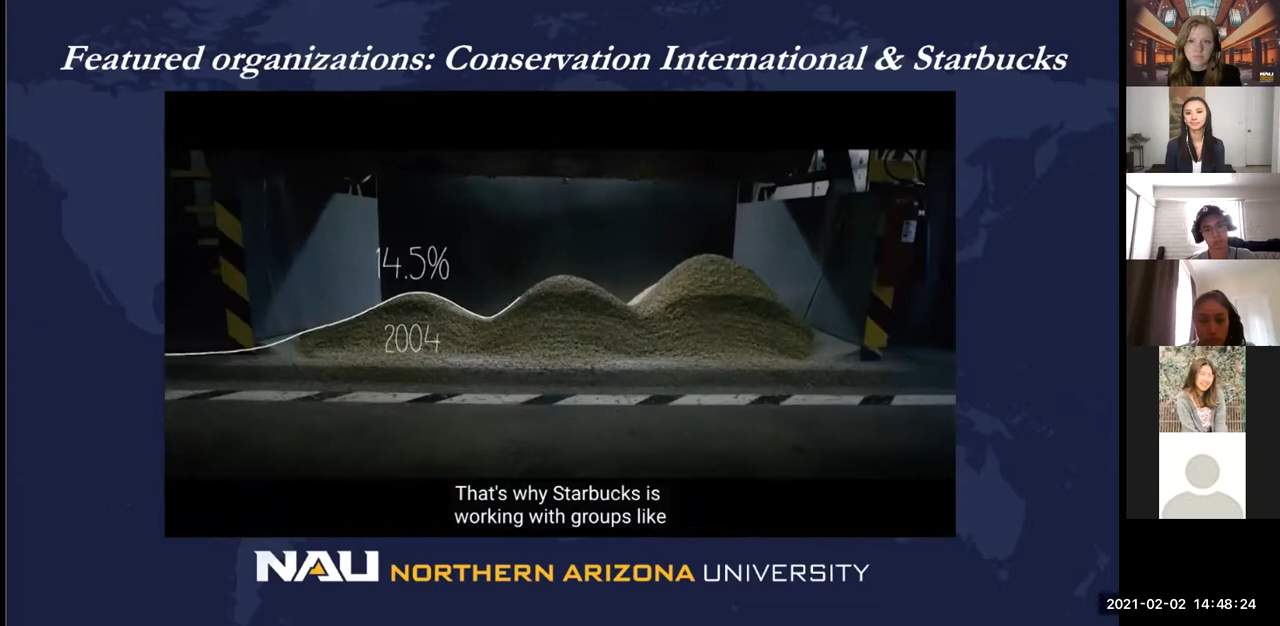 Featured organizations: Conservation International & Starbucks
14.5%
2004
That's why Starbucks is
working with groups like
NAU NORTHERN ARIZONA UNIVERSITY
NAU
2021-02-02 14:48:24